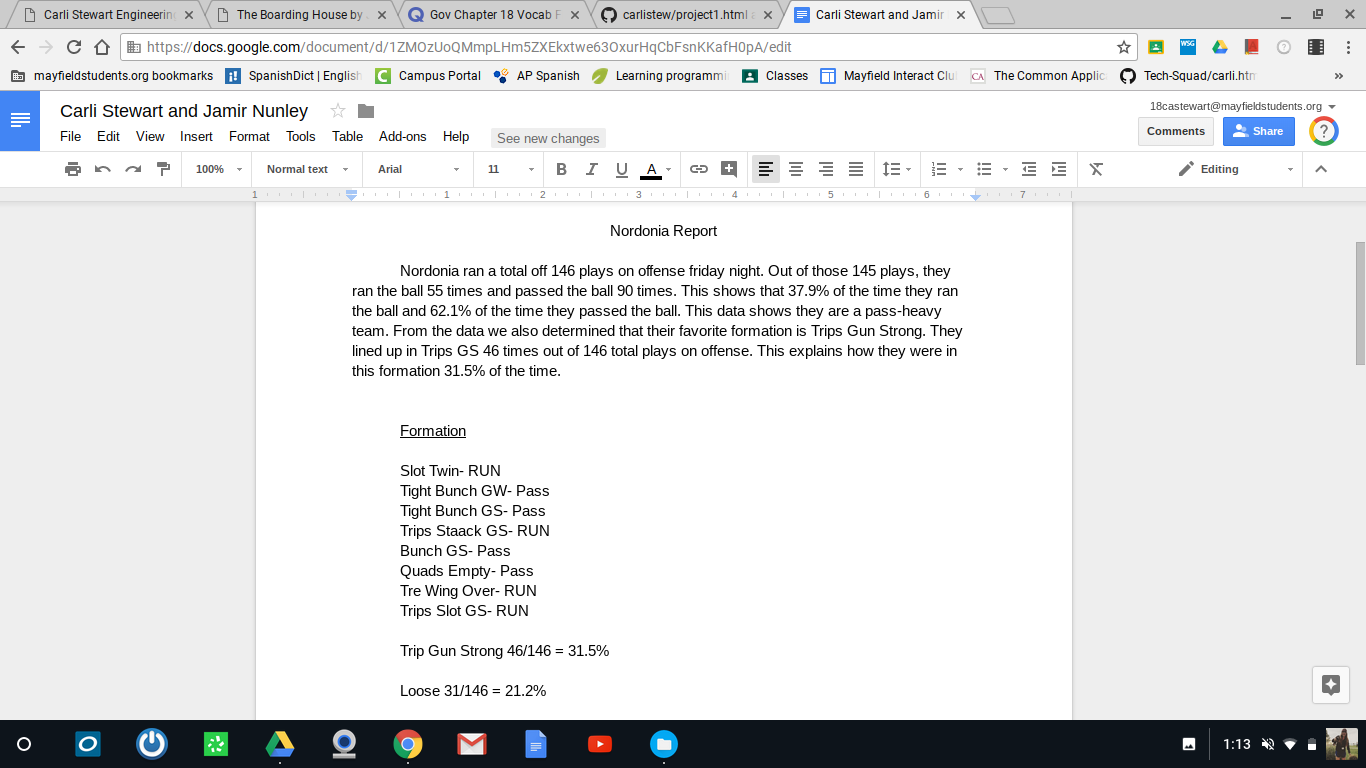 Carli Stewart Engineering
The Boarding House by
Gov Chapter 18 Vocab F
carlistew/project1.html a
Carli Stewart and Jamir
https://docs.google.com/document/d/1ZMOzUoQMmpLHm5ZXEkxtwe63OxurHqCbFsnKKafH0pA/edit
mayfieldstudents.org bookmarks
SpanishDict | English
Campus Portal
AP Spanish
Learning programmi
Classes
Mayfield Interact Clu
The Common Applic
Tech-Squad/carli.htm
Carli Stewart and Jamir Nunley
18castewart@mayfieldstudents.org
File Edit View Insert Format Tools Table Add-ons Help See new changes
Comments Share
100% Normal text Arial 11 B I U A Editing
1 1 2 3 4 5 6 7
Nordonia Report
Nordonia ran a total off 146 plays on offense friday night. Out of those 145 plays, they
ran the ball 55 times and passed the ball 90 times. This shows that 37.9% of the time they ran
the ball and 62.1% of the time they passed the ball. This data shows they are a pass-heavy
team. From the data we also determined that their favorite formation is Trips Gun Strong. They
lined up in Trips GS 46 times out of 146 total plays on offense. This explains how they were in
this formation 31.5% of the time.
Formation
Slot Twin- RUN
Tight Bunch GW- Pass
Tight Bunch GS- Pass
Trips Staack GS- RUN
Bunch GS- Pass
Quads Empty- Pass
Tre Wing Over- RUN
Trips Slot GS- RUN
Trip Gun Strong 46/146 = 31.5%
Loose 31/146 = 21.2%
1:13